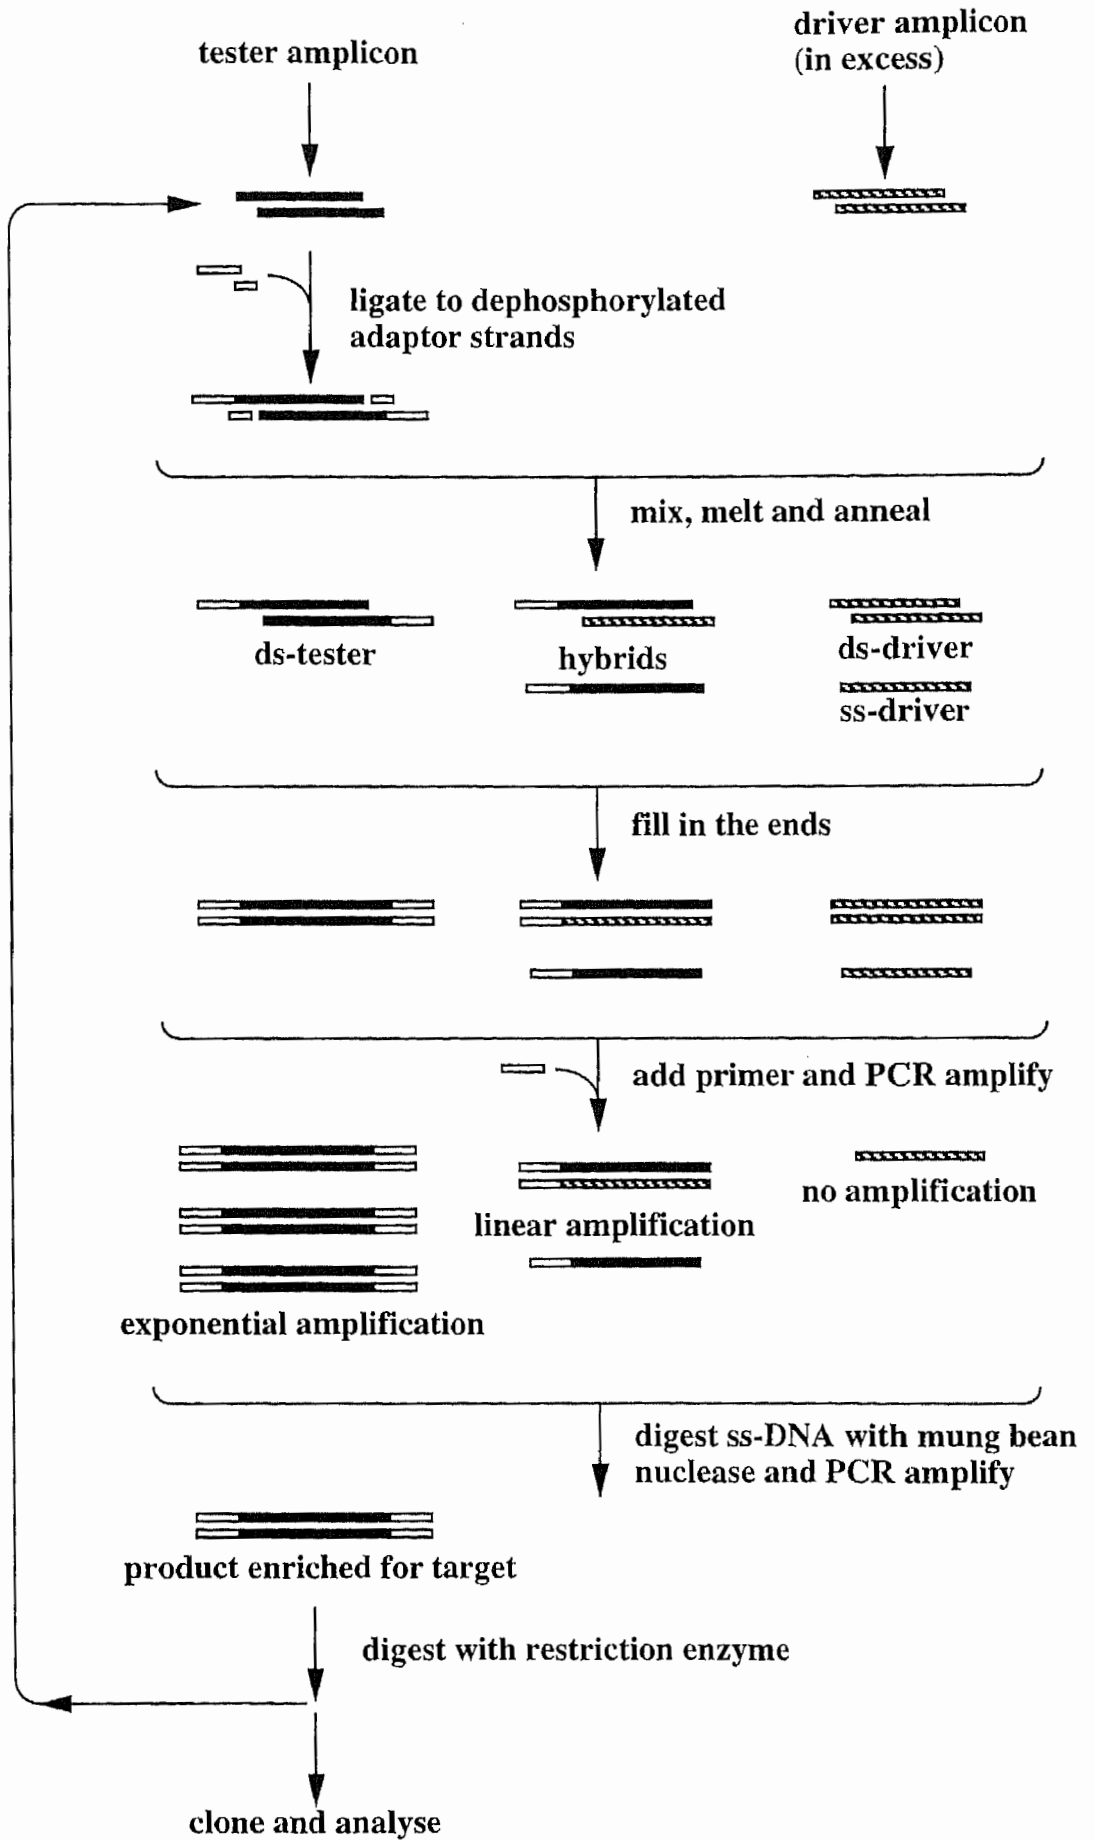 tester amplicon
driver amplicon
(in excess)
ligate to dephosphorylated
adaptor strands
mix, melt and anneal
ds-tester
hybrids
ds-driver
ss-driver
fill in the ends
add primer and PCR amplify
no amplification
linear amplification
exponential amplification
digest ss-DNA with mung bean
nuclease and PCR amplify
product enriched for target
digest with restriction enzyme
clone and analyse